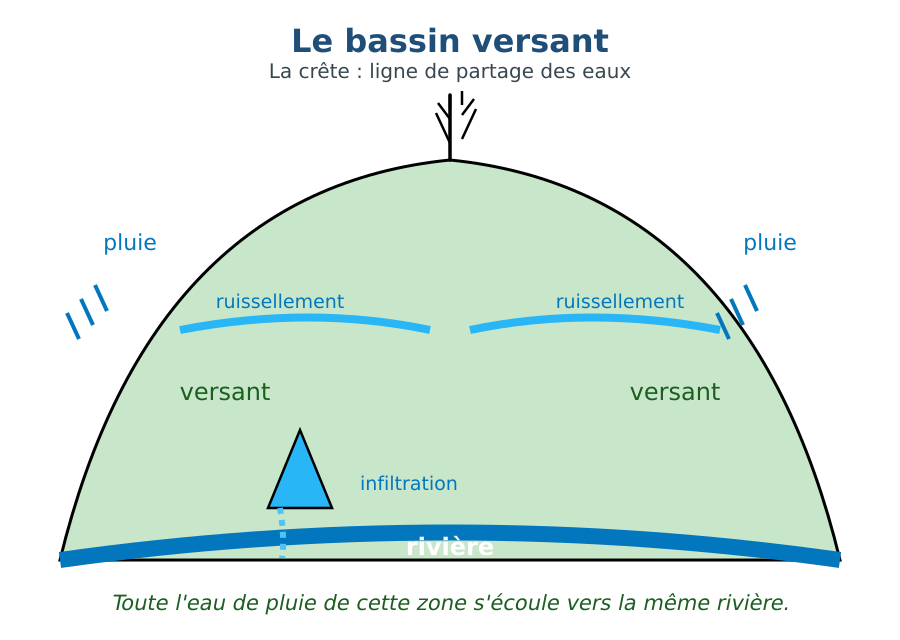 Le bassin versant
La crête : ligne de partage des eaux
pluie
pluie
ruissellement
ruissellement
versant
versant
infiltration
rivière
Toute l'eau de pluie de cette zone s'écoule vers la même rivière.